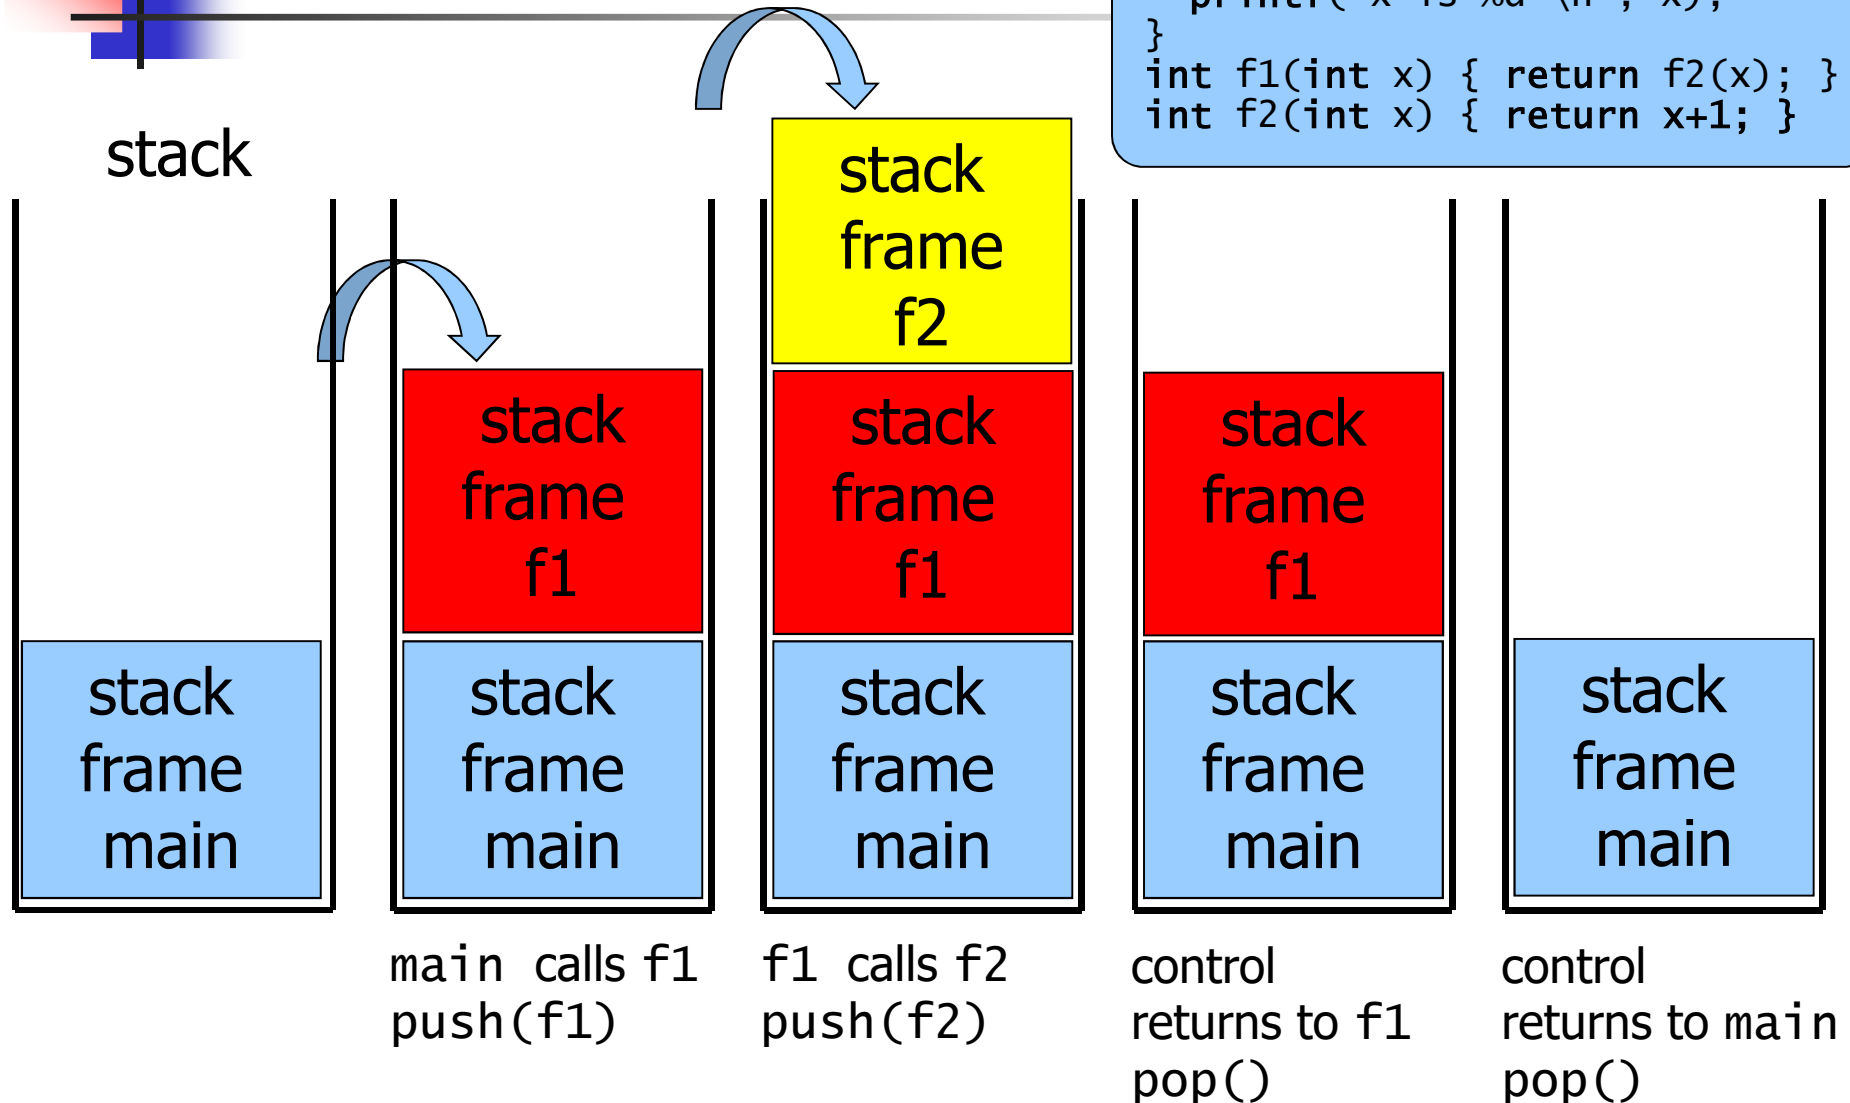 printf("x is %d \n", x);
}
int f1(int x) { return f2(x); }
int f2(int x) { return x+1; }
stack
stack
frame
f2
stack
frame
f1
stack
frame
f1
stack
frame
f1
stack
frame
main
stack
frame
main
stack
frame
main
stack
frame
main
stack
frame
main
main calls f1
push(f1)
f1 calls f2
push(f2)
control
returns to f1
pop()
control
returns to main
pop()